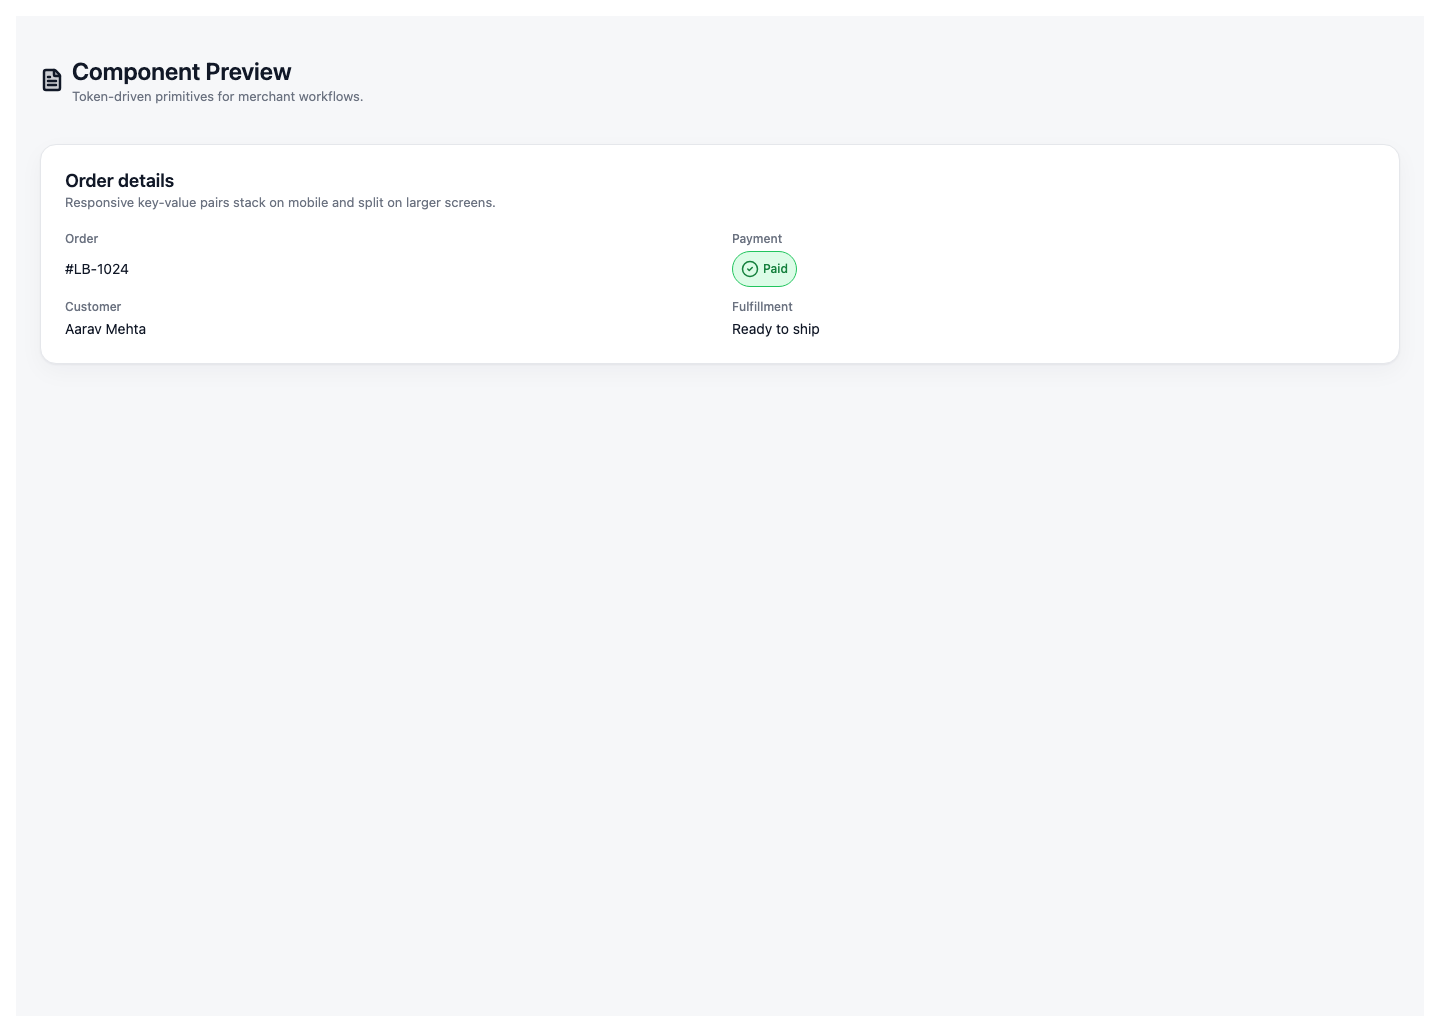 Component Preview
Token-driven primitives for merchant workflows.
Order details
Responsive key-value pairs stack on mobile and split on larger screens.
Order
#LB-1024
Payment
Paid
Customer
Aarav Mehta
Fulfillment
Ready to ship